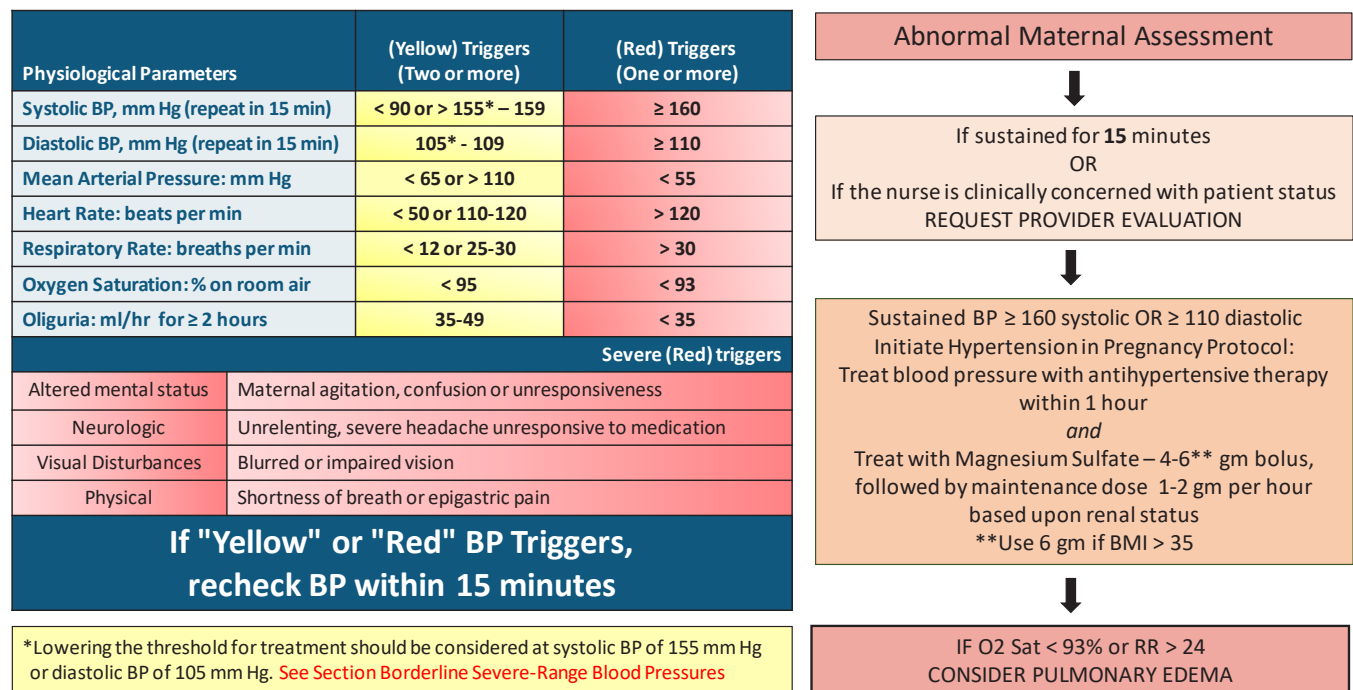 Physiological Parameters
(Yellow) Triggers
(Two or more)
(Red) Triggers
(One or more)
Systolic BP, mm Hg (repeat in 15 min)
< 90 or > 155* – 159
≥ 160
Diastolic BP, mm Hg (repeat in 15 min)
105* - 109
≥ 110
Mean Arterial Pressure: mm Hg
< 65 or > 110
< 55
Heart Rate: beats per min
< 50 or 110-120
> 120
Respiratory Rate: breaths per min
< 12 or 25-30
> 30
Oxygen Saturation: % on room air
< 95
< 93
Oliguria: ml/hr for ≥ 2 hours
35-49
< 35
Severe (Red) triggers
Altered mental status
Maternal agitation, confusion or unresponsiveness
Neurologic
Unrelenting, severe headache unresponsive to medication
Visual Disturbances
Blurred or impaired vision
Physical
Shortness of breath or epigastric pain
If "Yellow" or "Red" BP Triggers,
recheck BP within 15 minutes
*Lowering the threshold for treatment should be considered at systolic BP of 155 mm Hg
or diastolic BP of 105 mm Hg. See Section Borderline Severe-Range Blood Pressures
Abnormal Maternal Assessment
If sustained for 15 minutes
OR
If the nurse is clinically concerned with patient status
REQUEST PROVIDER EVALUATION
Sustained BP ≥ 160 systolic OR ≥ 110 diastolic
Initiate Hypertension in Pregnancy Protocol:
Treat blood pressure with antihypertensive therapy
within 1 hour
and
Treat with Magnesium Sulfate – 4-6** gm bolus,
followed by maintenance dose 1-2 gm per hour
based upon renal status
**Use 6 gm if BMI > 35
IF O2 Sat < 93% or RR > 24
CONSIDER PULMONARY EDEMA